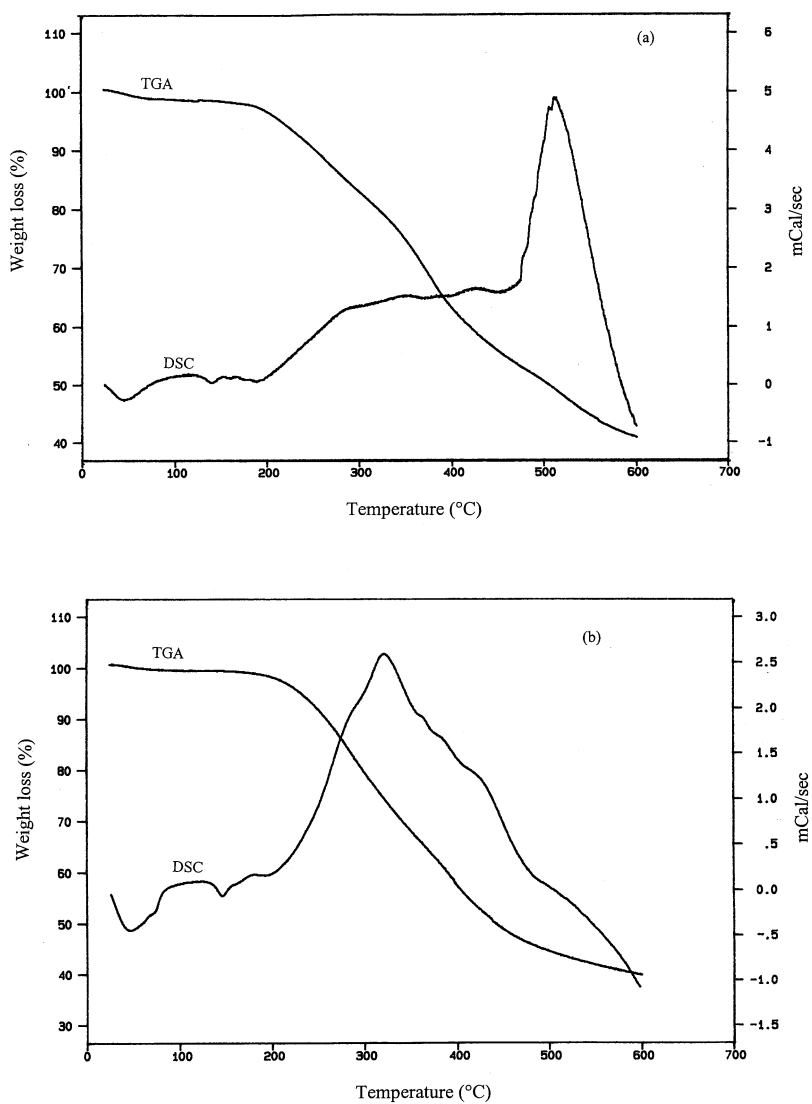 (a)
TGA
DSC
110
100
90
80
70
60
50
40
6
5
4
3
2
1
0
-1
0 100 200 300 400 500 600 700
Weight loss (%)
mCal/sec
Temperature (°C)
(b)
TGA
DSC
110
100
90
80
70
60
50
40
30
3.0
2.5
2.0
1.5
1.0
0.5
0.0
-.5
-1.0
-1.5
0 100 200 300 400 500 600 700
Weight loss (%)
mCal/sec
Temperature (°C)